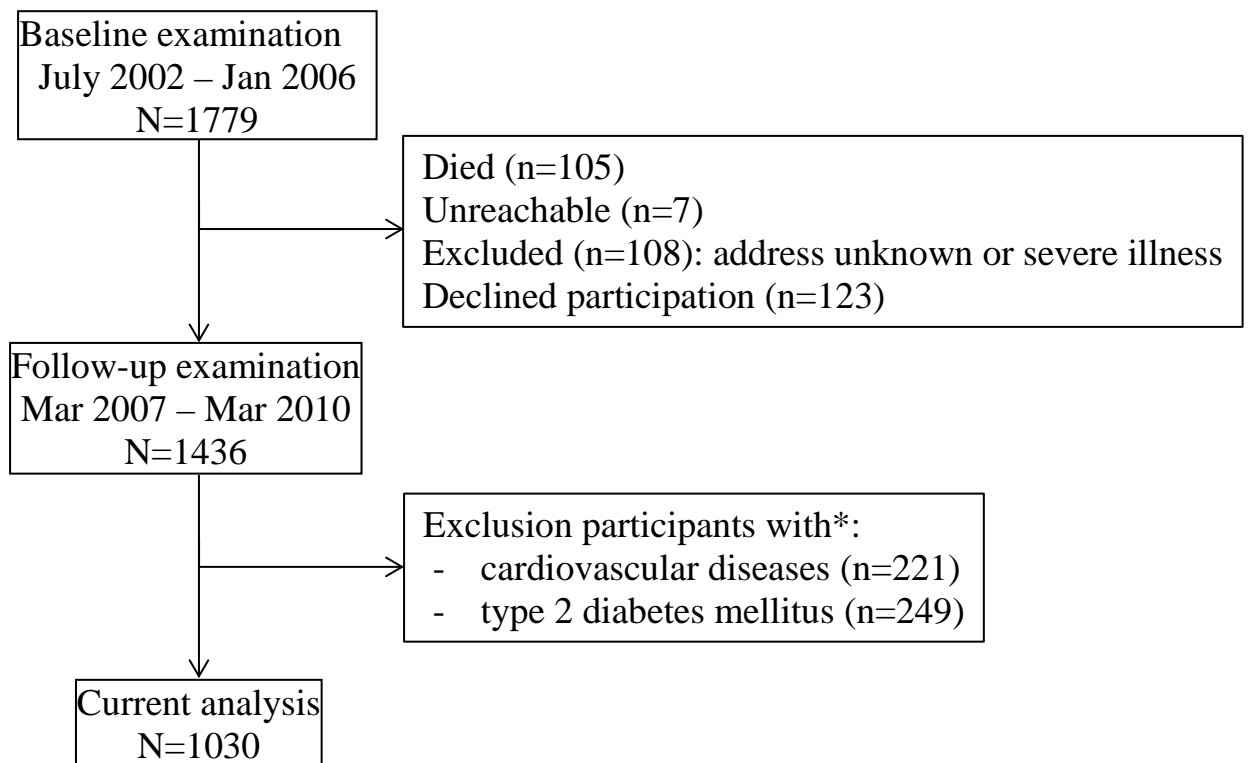 Baseline examination
July 2002 – Jan 2006
N=1779
Died (n=105)
Unreachable (n=7)
Excluded (n=108): address unknown or severe illness
Declined participation (n=123)
Follow-up examination
Mar 2007 – Mar 2010
N=1436
Exclusion participants with*:
- cardiovascular diseases (n=221)
- type 2 diabetes mellitus (n=249)
Current analysis
N=1030